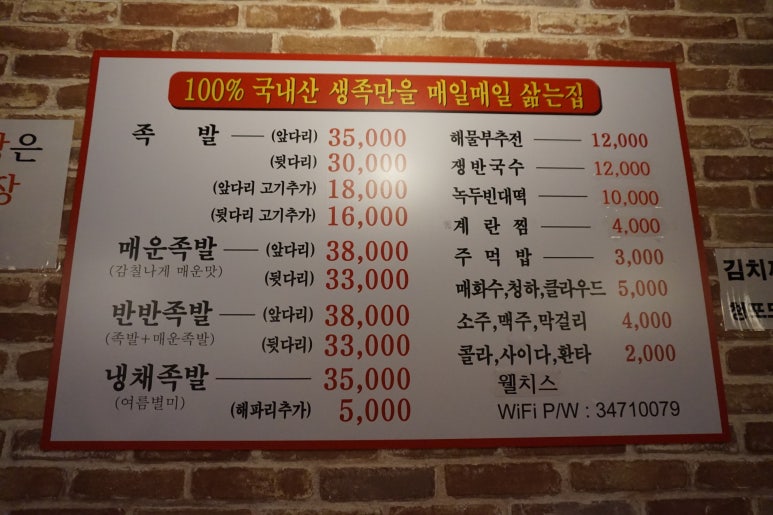 100% 국내산 생족만을 매일매일 삶는집
족 발 (앞다리) 35,000
(뒷다리) 30,000
(앞다리 고기추가) 18,000
(뒷다리 고기추가) 16,000
매운족발 (앞다리) 38,000
(감칠나게 매운맛) (뒷다리) 33,000
반반족발 (앞다리) 38,000
(족발+매운족발) (뒷다리) 33,000
냉채족발 35,000
(여름별미) (해파리추가) 5,000
해물부추전 12,000
쟁반국수 12,000
녹두빈대떡 10,000
계란찜 4,000
주먹밥 3,000
매화수,청하,클라우드 5,000
소주,맥주,막걸리 4,000
콜라,사이다,환타 2,000
웰치스
WiFi P/W : 34710079
은
장
김치